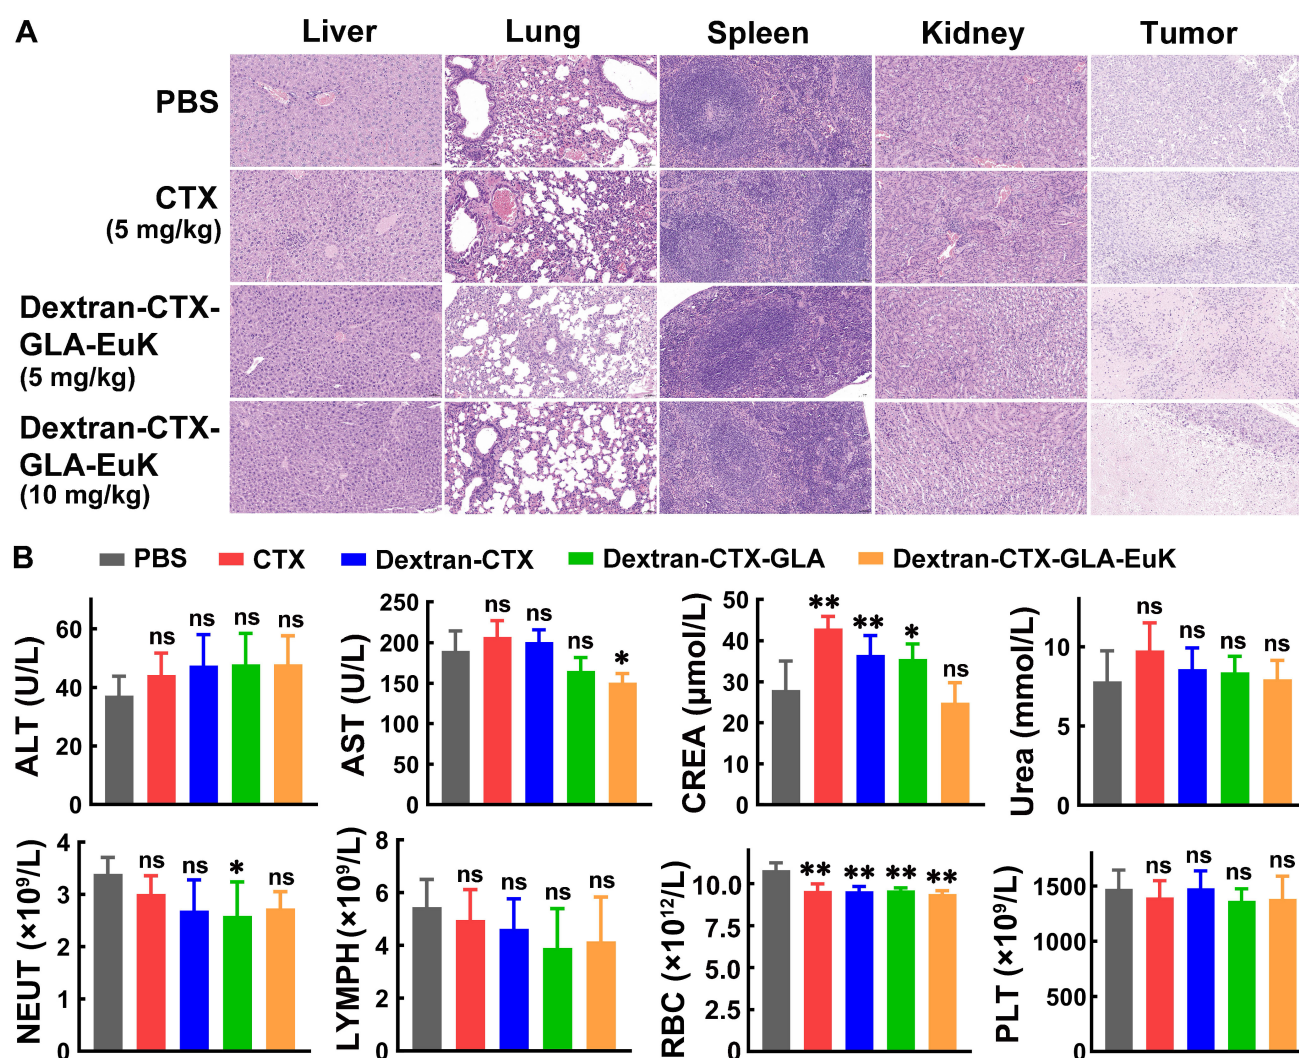 A
Liver Lung Spleen Kidney Tumor
PBS
CTX
(5 mg/kg)
Dextran-CTX-
GLA-EuK
(5 mg/kg)
Dextran-CTX-
GLA-EuK
(10 mg/kg)
B
PBS CTX Dextran-CTX Dextran-CTX-GLA Dextran-CTX-GLA-EuK
ALT (U/L)
60
40
20
0
ns ns ns ns
AST (U/L)
250
200
150
100
50
0
ns ns ns *
CREA (μmol/L)
50
40
30
20
10
0
** ** * ns
Urea (mmol/L)
10
5
0
ns ns ns ns
NEUT (×10⁹/L)
4
3
2
1
0
ns ns * ns
LYMPH (×10⁹/L)
8
6
4
2
0
ns ns ns ns
RBC (×10¹²/L)
10.0
7.5
5.0
2.5
0
** ** ** **
PLT (×10⁹/L)
1500
1000
500
0
ns ns ns ns